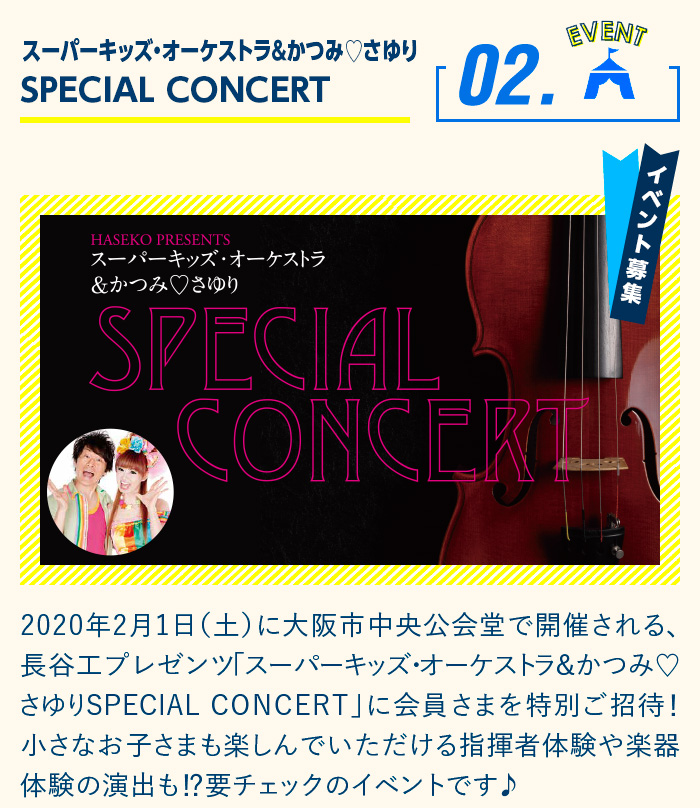 スーパーキッズ・オーケストラ&かつみ♡さゆり
SPECIAL CONCERT
02.
EVENT
イベント募集
HASEKO PRESENTS
スーパーキッズ・オーケストラ
&かつみ♡さゆり
SPECIAL
CONCERT
2020年2月1日(土)に大阪市中央公会堂で開催される、
長谷工プレゼンツ「スーパーキッズ・オーケストラ&かつみ♡
さゆりSPECIAL CONCERT」に会員さまを特別ご招待!
小さなお子さまも楽しんでいただける指揮者体験や楽器
体験の演出も!?要チェックのイベントです♪